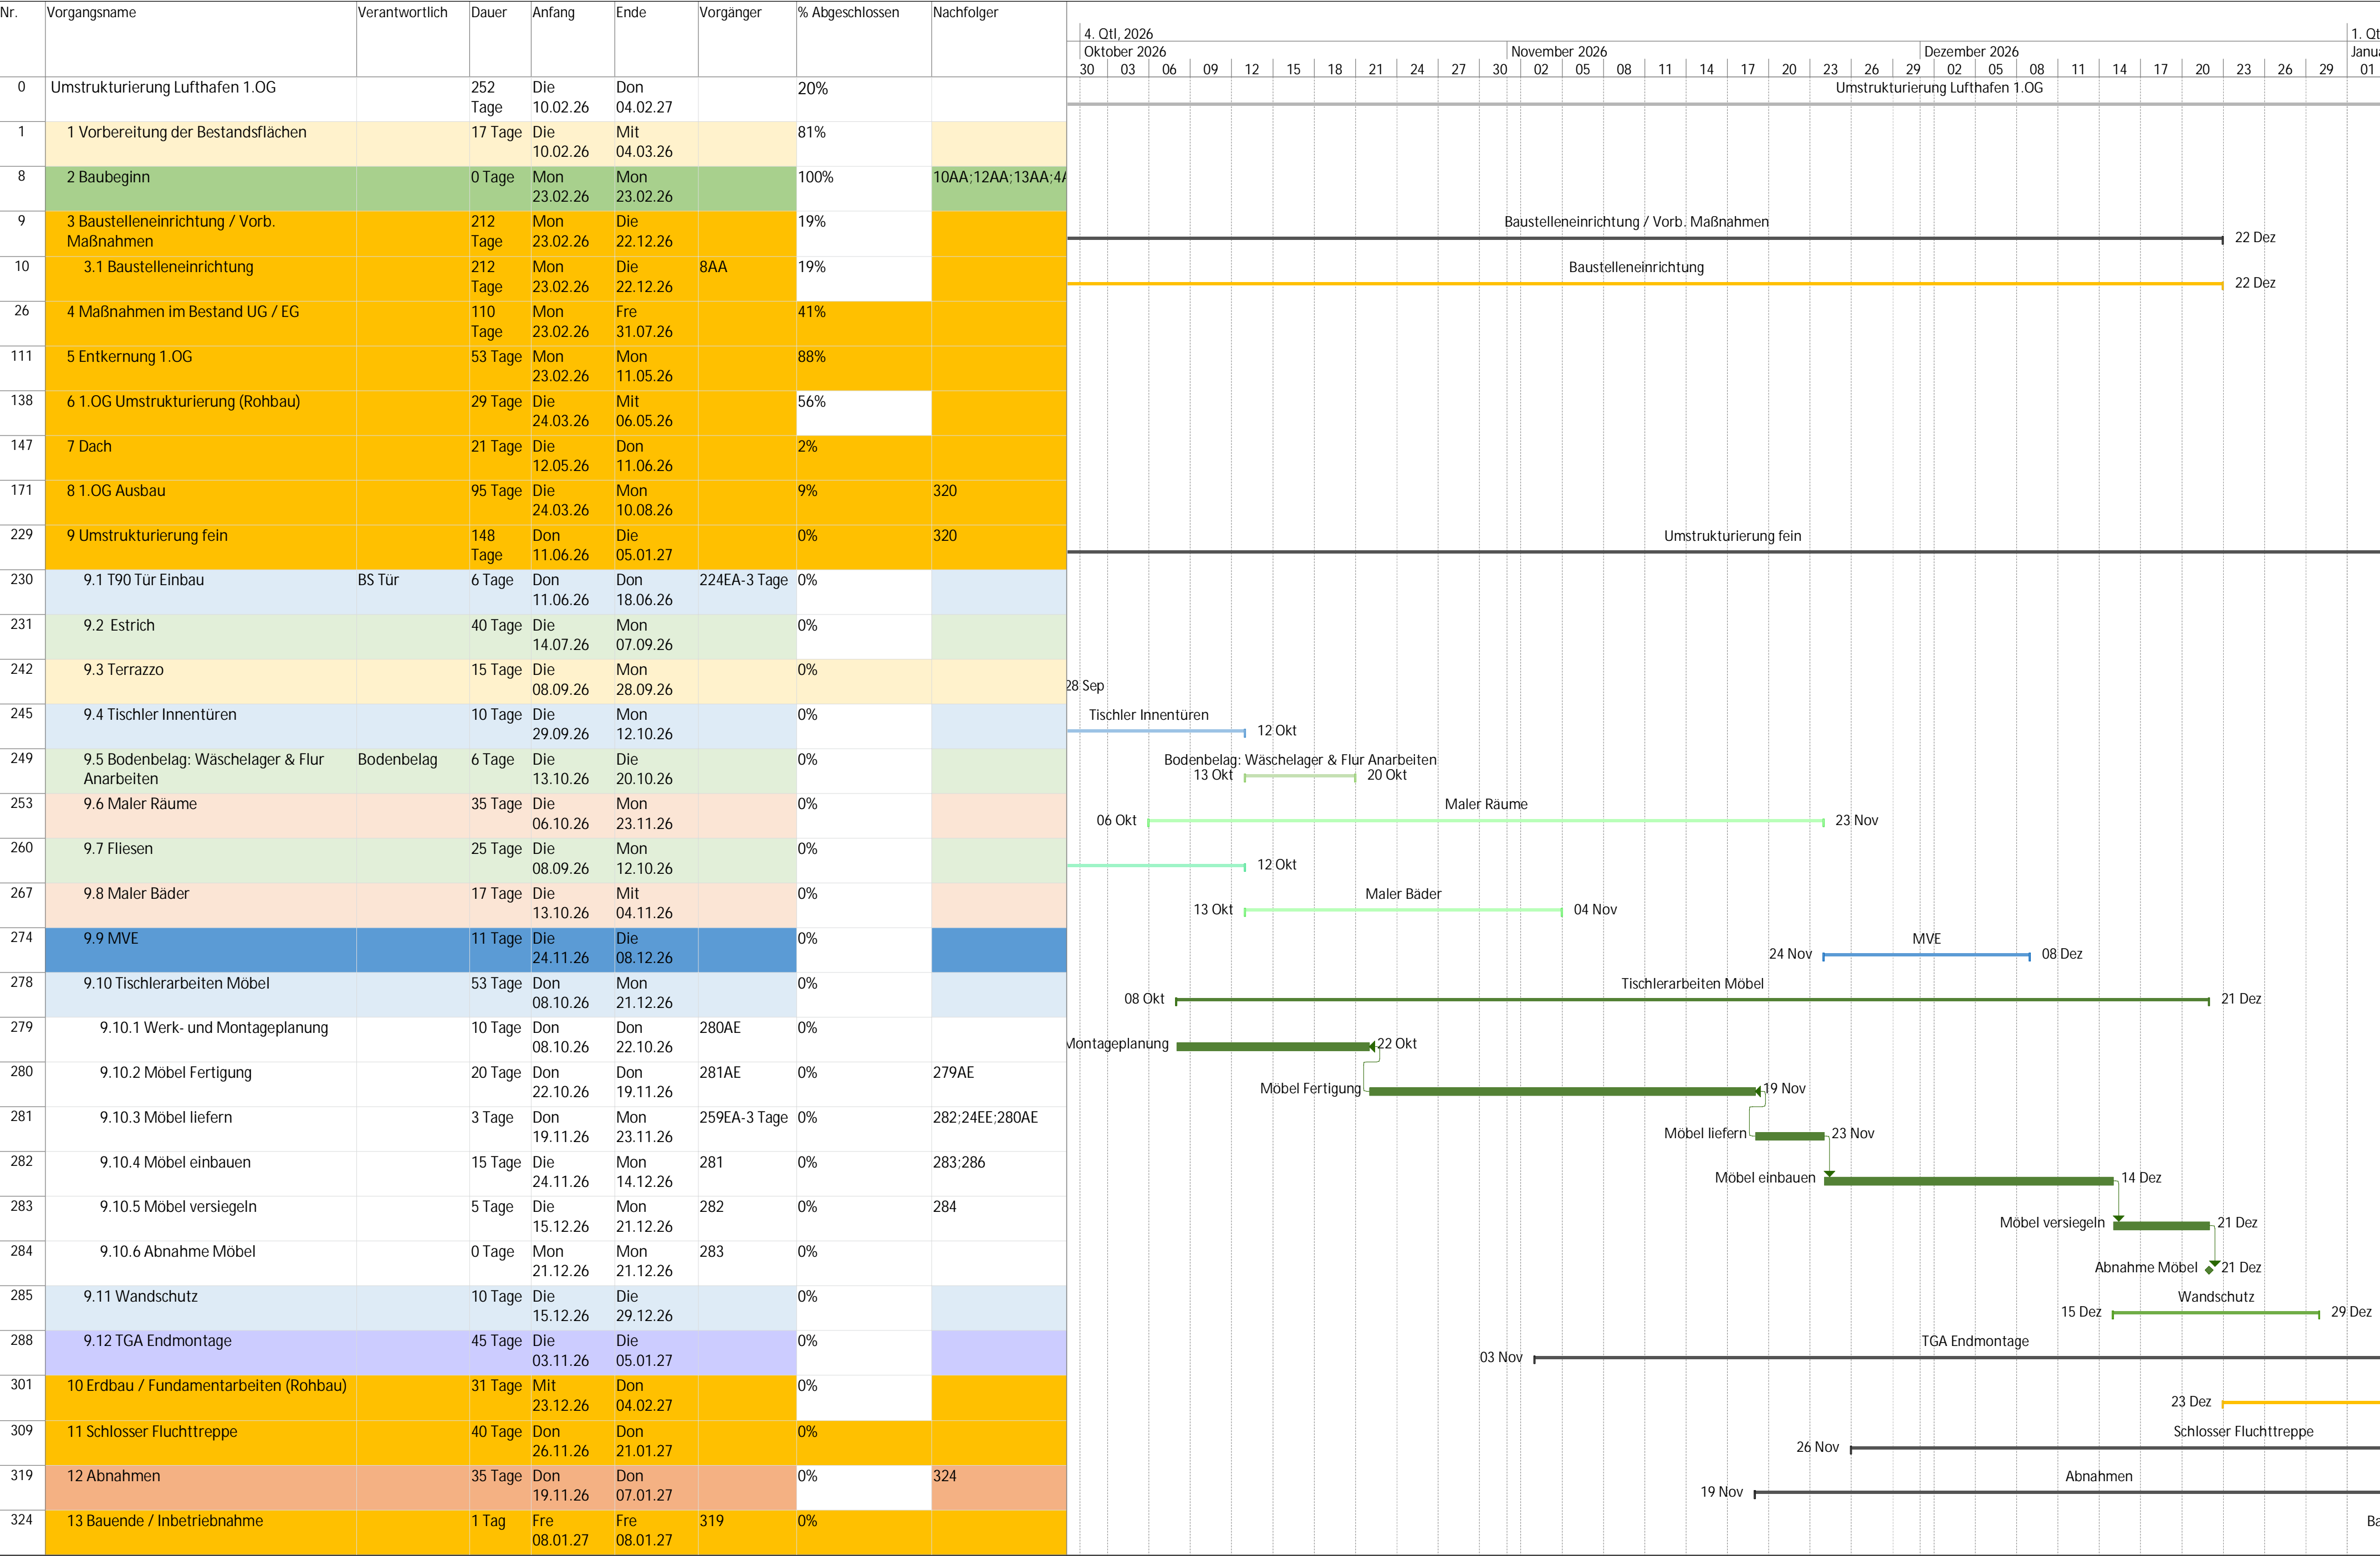 Nr. Vorgangsname Verantwortlich Dauer Anfang Ende Vorgänger % Abgeschlossen Nachfolger
4. Qtl, 2026 1. Qt
Oktober 2026 November 2026 Dezember 2026 Janu
30 03 06 09 12 15 18 21 24 27 30 02 05 08 11 14 17 20 23 26 29 02 05 08 11 14 17 20 23 26 29 01
0 Umstrukturierung Lufthafen 1.OG 252 Die Don 20% Umstrukturierung Lufthafen 1.OG
Tage 10.02.26 04.02.27
1 1 Vorbereitung der Bestandsflächen 17 Tage Die Mit 81%
10.02.26 04.03.26
8 2 Baubeginn 0 Tage Mon Mon 100% 10AA;12AA;13AA;4A
23.02.26 23.02.26
9 3 Baustelleneinrichtung / Vorb. 212 Mon Die 19% Baustelleneinrichtung / Vorb. Maßnahmen
Maßnahmen Tage 23.02.26 22.12.26 22 Dez
10 3.1 Baustelleneinrichtung 212 Mon Die 8AA 19% Baustelleneinrichtung
Tage 23.02.26 22.12.26 22 Dez
26 4 Maßnahmen im Bestand UG / EG 110 Mon Fre 41%
Tage 23.02.26 31.07.26
111 5 Entkernung 1.OG 53 Tage Mon Mon 88%
23.02.26 11.05.26
138 6 1.OG Umstrukturierung (Rohbau) 29 Tage Die Mit 56%
24.03.26 06.05.26
147 7 Dach 21 Tage Die Don 2%
12.05.26 11.06.26
171 8 1.OG Ausbau 95 Tage Die Mon 9% 320
24.03.26 10.08.26
229 9 Umstrukturierung fein 148 Don Die 0% 320 Umstrukturierung fein
Tage 11.06.26 05.01.27
230 9.1 T90 Tür Einbau BS Tür 6 Tage Don Don 224EA-3 Tage 0%
11.06.26 18.06.26
231 9.2 Estrich 40 Tage Die Mon 0%
14.07.26 07.09.26
242 9.3 Terrazzo 15 Tage Die Mon 0%
08.09.26 28.09.26 28 Sep
245 9.4 Tischler Innentüren 10 Tage Die Mon 0% Tischler Innentüren
29.09.26 12.10.26 12 Okt
249 9.5 Bodenbelag: Wäschelager & Flur Bodenbelag 6 Tage Die Die 0% Bodenbelag: Wäschelager & Flur Anarbeiten
Anarbeiten 13.10.26 20.10.26 13 Okt 20 Okt
253 9.6 Maler Räume 35 Tage Die Mon 0% Maler Räume
06.10.26 23.11.26 06 Okt 23 Nov
260 9.7 Fliesen 25 Tage Die Mon 0%
08.09.26 12.10.26 12 Okt
267 9.8 Maler Bäder 17 Tage Die Mit 0% Maler Bäder
13.10.26 04.11.26 13 Okt 04 Nov
274 9.9 MVE 11 Tage Die Die 0% MVE
24.11.26 08.12.26 24 Nov 08 Dez
278 9.10 Tischlerarbeiten Möbel 53 Tage Don Mon 0% Tischlerarbeiten Möbel
08.10.26 21.12.26 08 Okt 21 Dez
279 9.10.1 Werk- und Montageplanung 10 Tage Don Don 280AE 0%
08.10.26 22.10.26 Montageplanung 22 Okt
280 9.10.2 Möbel Fertigung 20 Tage Don Don 281AE 0% 279AE
22.10.26 19.11.26 Möbel Fertigung 19 Nov
281 9.10.3 Möbel liefern 3 Tage Don Mon 259EA-3 Tage 0% 282;24EE;280AE
19.11.26 23.11.26 Möbel liefern 23 Nov
282 9.10.4 Möbel einbauen 15 Tage Die Mon 281 0% 283;286
24.11.26 14.12.26 Möbel einbauen 14 Dez
283 9.10.5 Möbel versiegeln 5 Tage Die Mon 282 0% 284
15.12.26 21.12.26 Möbel versiegeln 21 Dez
284 9.10.6 Abnahme Möbel 0 Tage Mon Mon 283 0%
21.12.26 21.12.26 Abnahme Möbel 21 Dez
285 9.11 Wandschutz 10 Tage Die Die 0% Wandschutz
15.12.26 29.12.26 15 Dez 29 Dez
288 9.12 TGA Endmontage 45 Tage Die Die 0% TGA Endmontage
03.11.26 05.01.27 03 Nov
301 10 Erdbau / Fundamentarbeiten (Rohbau) 31 Tage Mit Don 0%
23.12.26 04.02.27 23 Dez
309 11 Schlosser Fluchttreppe 40 Tage Don Don 0% Schlosser Fluchttreppe
26.11.26 21.01.27 26 Nov
319 12 Abnahmen 35 Tage Don Don 0% 324 Abnahmen
19.11.26 07.01.27 19 Nov
324 13 Bauende / Inbetriebnahme 1 Tag Fre Fre 319 0% Ba
08.01.27 08.01.27